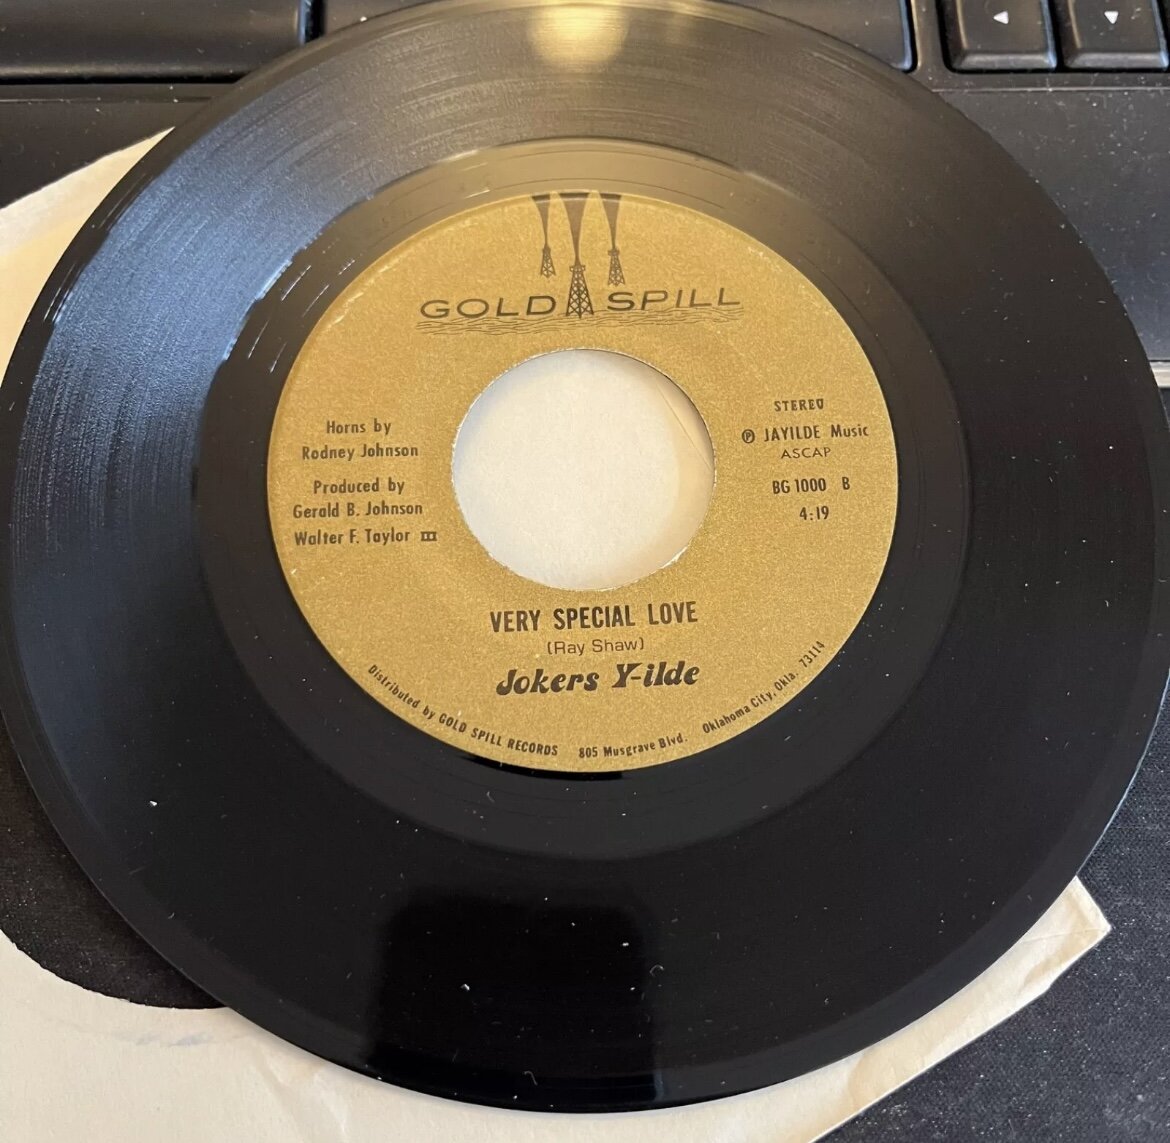 GOLD SPILL
Horns by
Rodney Johnson
Produced by
Gerald B. Johnson
Walter F. Taylor III
STEREO
℗ JAYILDE Music
ASCAP
BG 1000 B
4:19
VERY SPECIAL LOVE
(Ray Shaw)
Jokers Y-ilde
Distributed by GOLD SPILL RECORDS 805 Musgrave Blvd. Oklahoma City, Okla. 73114